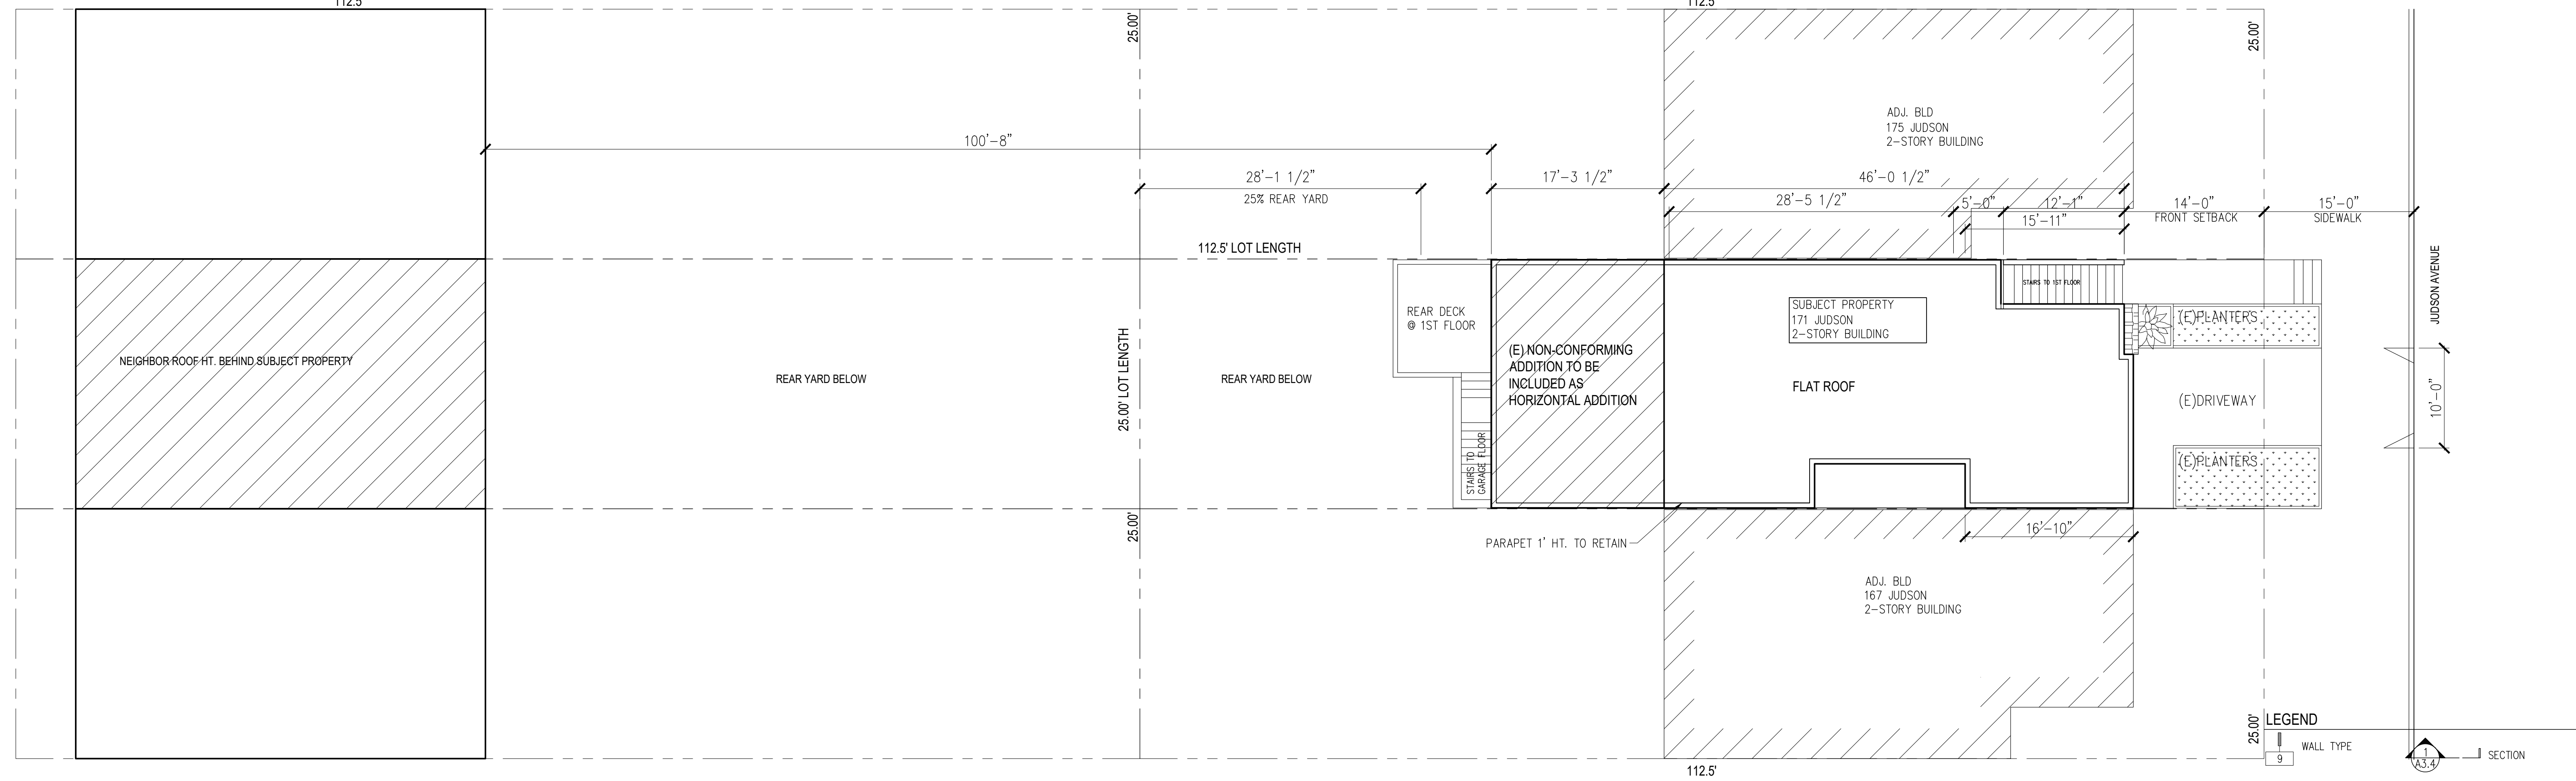 112.5'
112.5'
25.00'
25.00'
ADJ. BLD
175 JUDSON
2-STORY BUILDING
100'-8"
28'-1 1/2"
25% REAR YARD
17'-3 1/2"
46'-0 1/2"
28'-5 1/2"
5'-0"
12'-1"
15'-11"
14'-0"
FRONT SETBACK
15'-0"
SIDEWALK
112.5' LOT LENGTH
JUDSON AVENUE
NEIGHBOR ROOF HT. BEHIND SUBJECT PROPERTY
REAR YARD BELOW
25.00' LOT LENGTH
REAR YARD BELOW
REAR DECK
@ 1ST FLOOR
STAIRS TO
GARAGE FLOOR
(E) NON-CONFORMING
ADDITION TO BE
INCLUDED AS
HORIZONTAL ADDITION
SUBJECT PROPERTY
171 JUDSON
2-STORY BUILDING
FLAT ROOF
STAIRS TO 1ST FLOOR
(E)PLANTERS
(E)DRIVEWAY
10'-0"
(E)PLANTERS
25.00'
PARAPET 1' HT. TO RETAIN
16'-10"
ADJ. BLD
167 JUDSON
2-STORY BUILDING
112.5'
25.00'
LEGEND
WALL TYPE
9
1
A3.4
SECTION